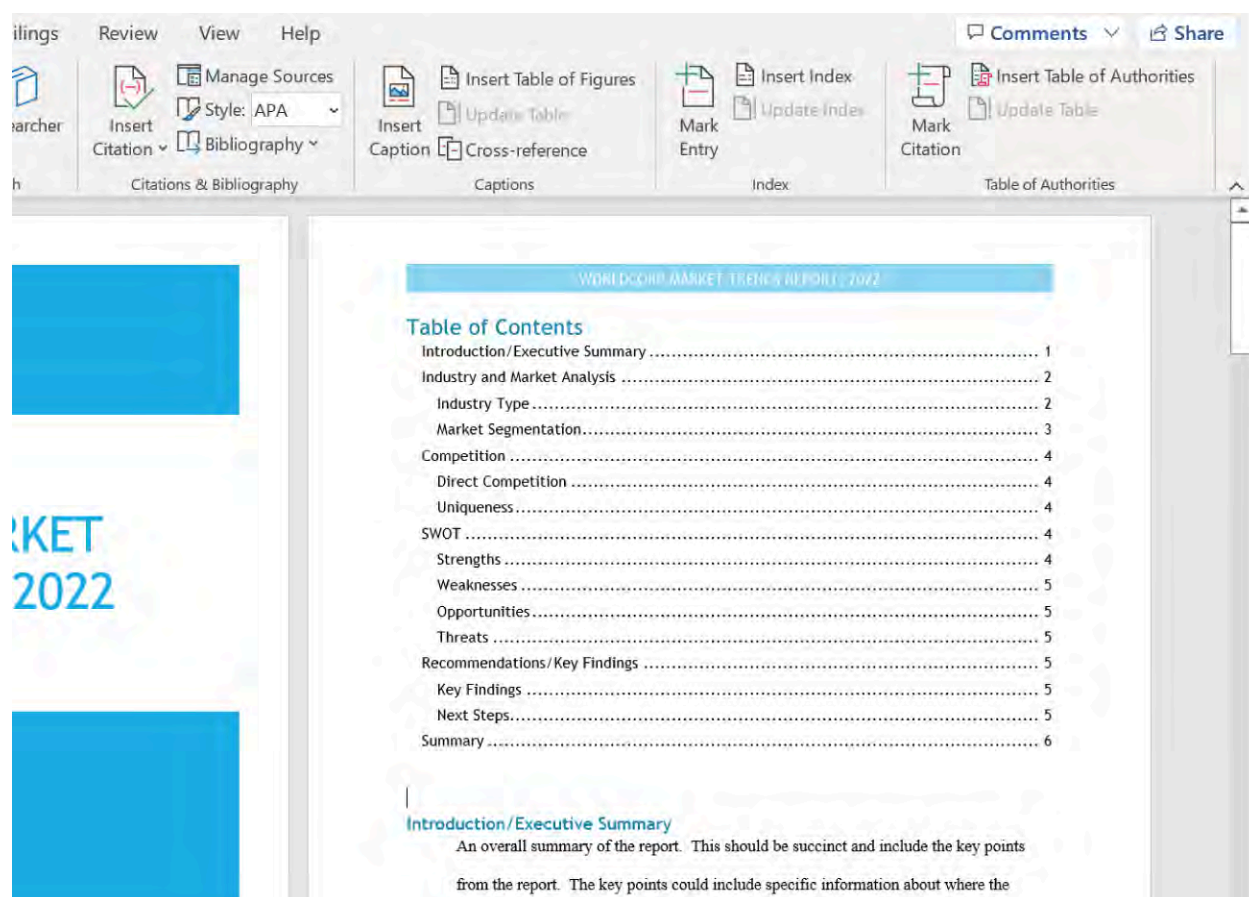 ilings Review View Help Comments Share
Manage Sources Insert Table of Figures Insert Index Insert Table of Authorities
Style: APA Update Table Update Index Update Table
earcher Insert Insert Mark Mark
Citation Bibliography Caption Cross-reference Entry Citation
h Citations & Bibliography Captions Index Table of Authorities
WORLDCORP MARKET TRENDS REPORT, 2022
Table of Contents
Introduction/Executive Summary 1
Industry and Market Analysis 2
Industry Type 2
Market Segmentation 3
Competition 4
Direct Competition 4
Uniqueness 4
SWOT 4
Strengths 4
Weaknesses 5
Opportunities 5
Threats 5
Recommendations/Key Findings 5
Key Findings 5
Next Steps 5
Summary 6
RKET
2022
Introduction/Executive Summary
An overall summary of the report. This should be succinct and include the key points
from the report. The key points could include specific information about where the